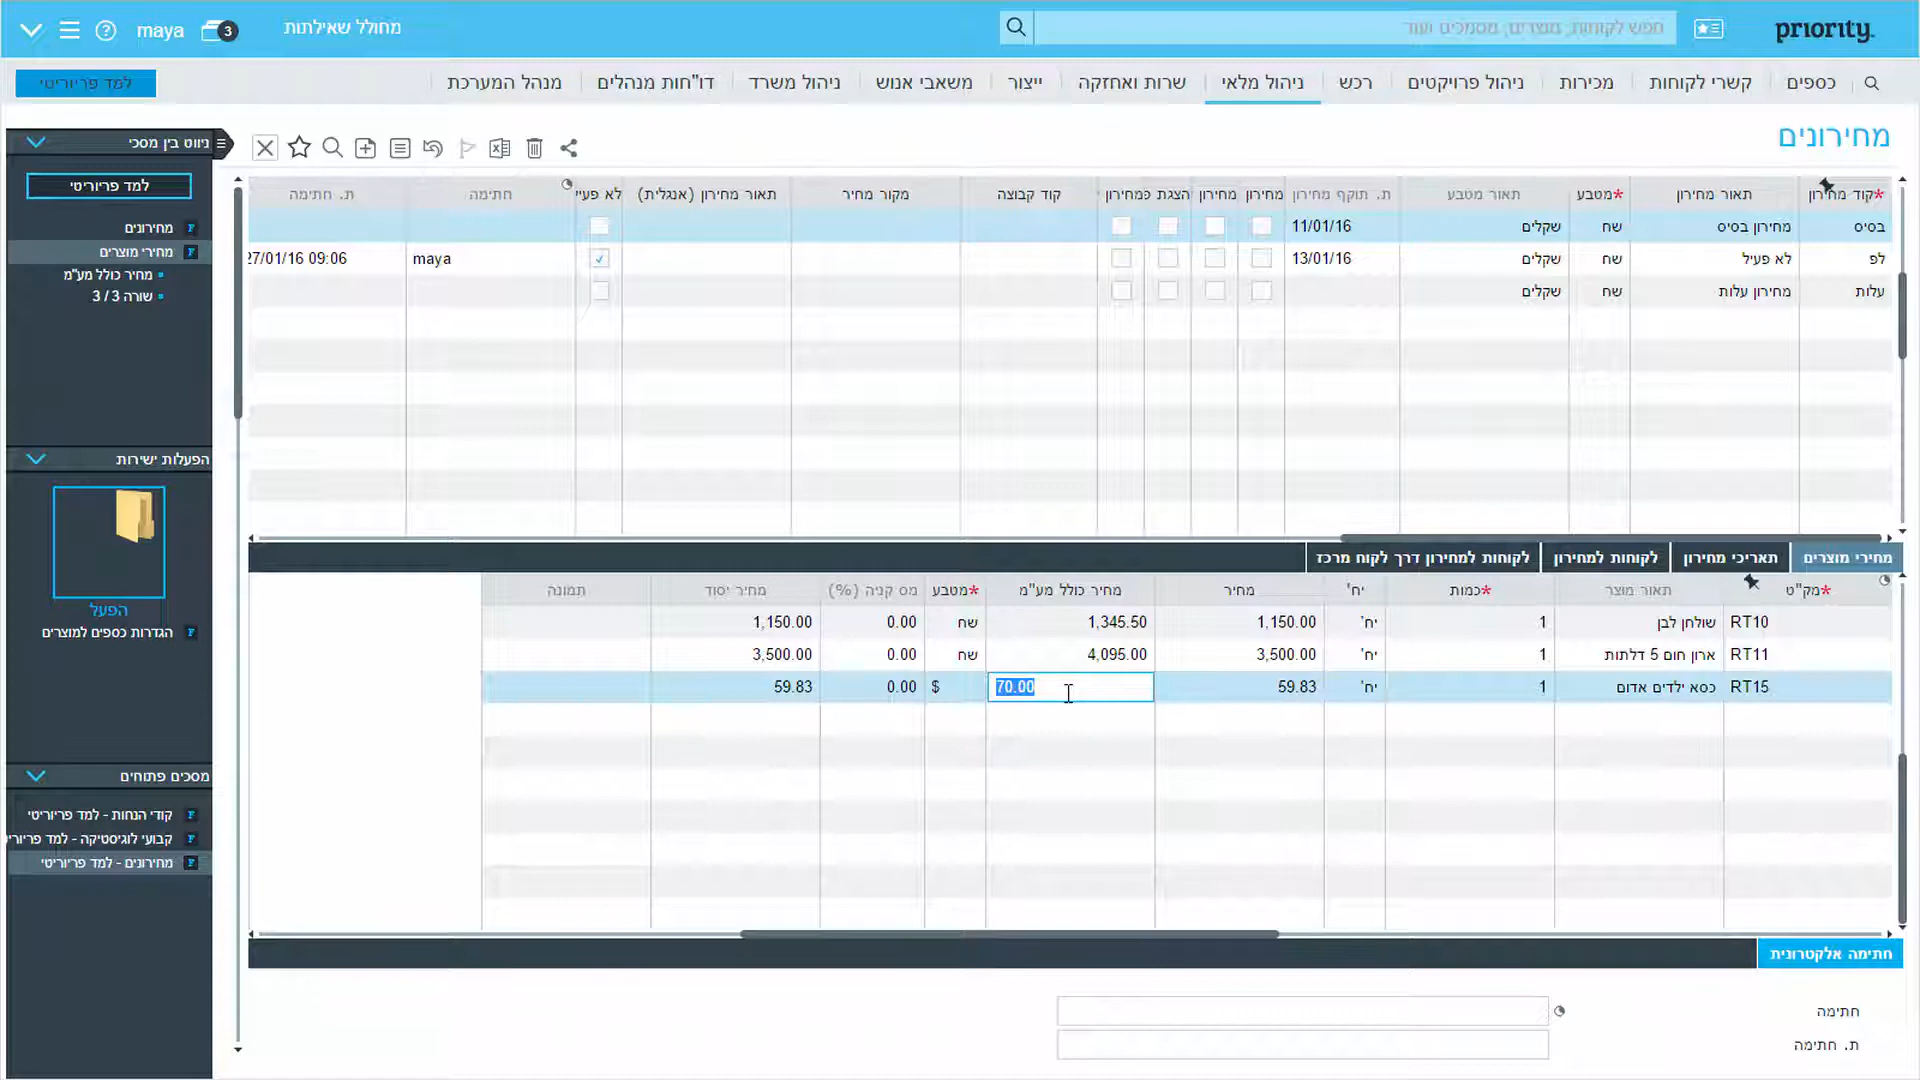 priority.
חפש לקוחות, מוצרים, מסמכים ועוד
מחולל שאילתות
3
maya
כספים
קשרי לקוחות
מכירות
ניהול פרויקטים
רכש
ניהול מלאי
שרות ואחזקה
ייצור
משאבי אנוש
ניהול משרד
דו"חות מנהלים
מנהל המערכת
למד פריוריטי
מחירונים
*קוד מחירון תאור מחירון *מטבע תאור מטבע ת. תוקף מחירון מחירון מחירון הצגת מחירון קוד קבוצה מקור מחיר תאור מחירון (אנגלית) לא פעי חתימה ת. חתימה
בסיס מחירון בסיס שח שקלים 11/01/16
לפ לא פעיל שח שקלים 13/01/16 maya 27/01/16 09:06
עלות מחירון עלות שח שקלים
מחירי מוצרים
תאריכי מחירון
לקוחות למחירון
לקוחות למחירון דרך לקוח מרכז
*מק"ט תאור מוצר *כמות יח' מחיר מחיר כולל מע"מ *מטבע מס קניה (%) מחיר יסוד תמונה
RT10 שולחן לבן 1 יח' 1,150.00 1,345.50 שח 0.00 1,150.00
RT11 ארון חום 5 דלתות 1 יח' 3,500.00 4,095.00 שח 0.00 3,500.00
RT15 כסא ילדים אדום 1 יח' 59.83 70.00 $ 0.00 59.83
חתימה אלקטרונית
חתימה
ת. חתימה
ניווט בין מסכי
למד פריוריטי
מחירונים
מחירי מוצרים
מחיר כולל מע"מ
שורה 3 / 3
הפעלות ישירות
הפעל
הגדרות כספים למוצרים
מסכים פתוחים
קודי הנחות - למד פריוריטי
קבועי לוגיסטיקה - למד פריורי
מחירונים - למד פריוריטי